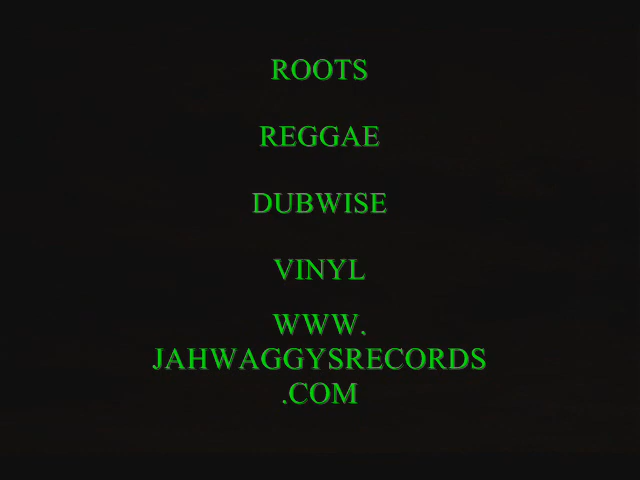 ROOTS
REGGAE
DUBWISE
VINYL
WWW.
JAHWAGGYSRECORDS
.COM